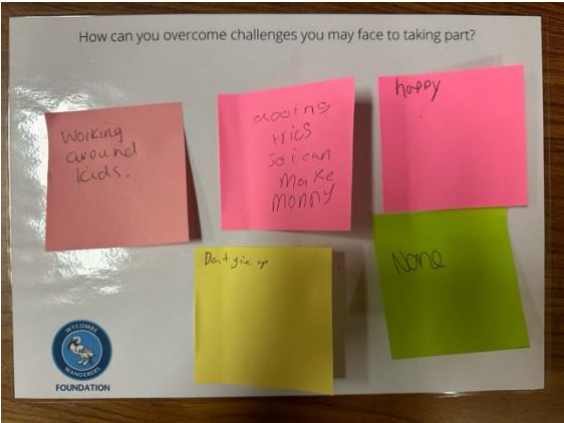 How can you overcome challenges you may face to taking part?
Working
around
kids.
dooing
this
so i can
make
monny
happy
Don't give up
None
WYCOMBE
WANDERERS
FOUNDATION